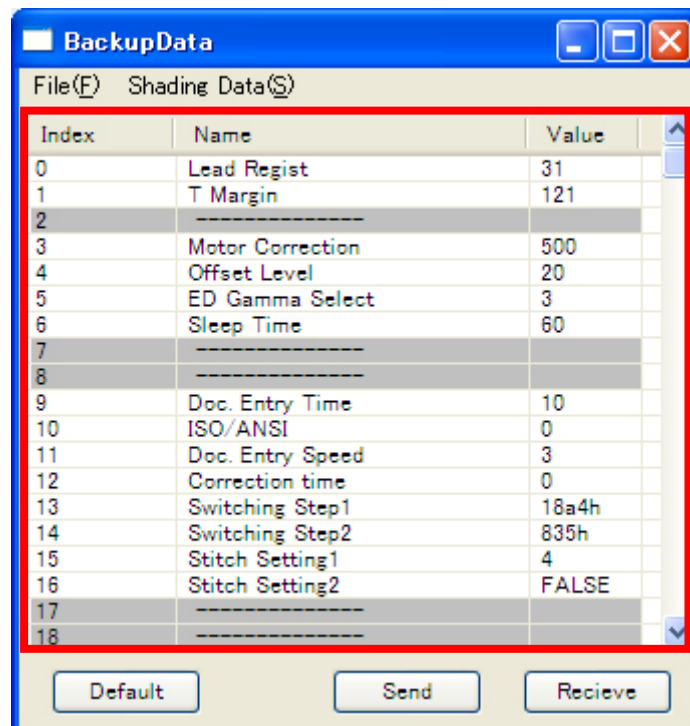 BackupData
File(F) Shading Data(S)
Index Name Value
0 Lead Regist 31
1 T Margin 121
2 --------------
3 Motor Correction 500
4 Offset Level 20
5 ED Gamma Select 3
6 Sleep Time 60
7 --------------
8 --------------
9 Doc. Entry Time 10
10 ISO/ANSI 0
11 Doc. Entry Speed 3
12 Correction time 0
13 Switching Step1 18a4h
14 Switching Step2 835h
15 Stitch Setting1 4
16 Stitch Setting2 FALSE
17 --------------
18 --------------
Default Send Recieve